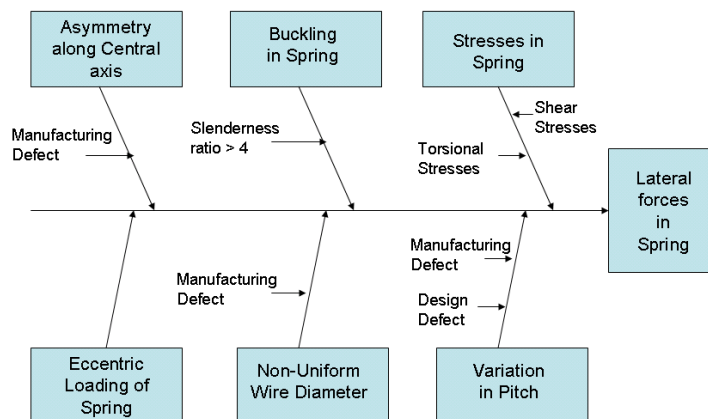 Asymmetry
along Central
axis
Buckling
in Spring
Stresses in
Spring
Manufacturing
Defect
Slenderness
ratio > 4
Shear
Stresses
Torsional
Stresses
Lateral
forces
in
Spring
Manufacturing
Defect
Manufacturing
Defect
Design
Defect
Eccentric
Loading of
Spring
Non-Uniform
Wire Diameter
Variation
in Pitch